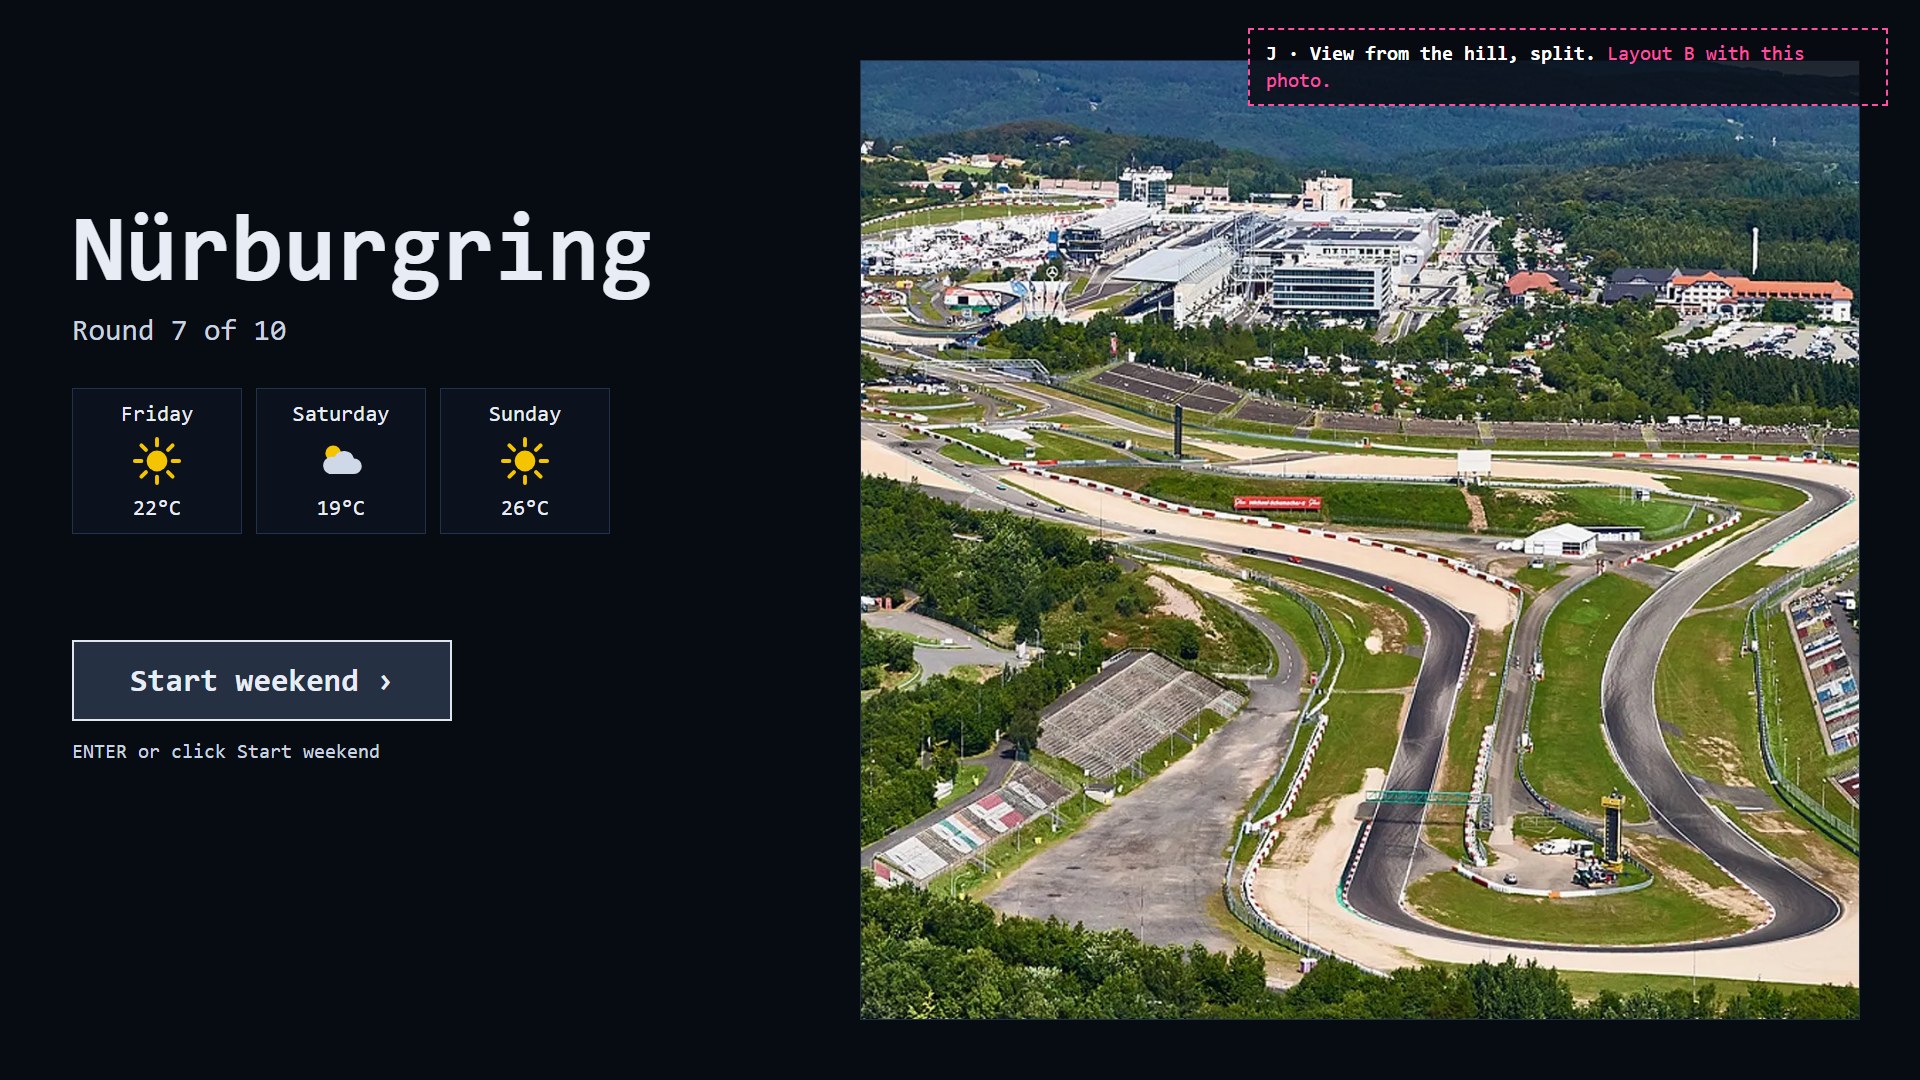 J · View from the hill, split. Layout B with this
photo.
Nürburgring
Round 7 of 10
Friday
Saturday
Sunday
22°C
19°C
26°C
Start weekend ›
ENTER or click Start weekend